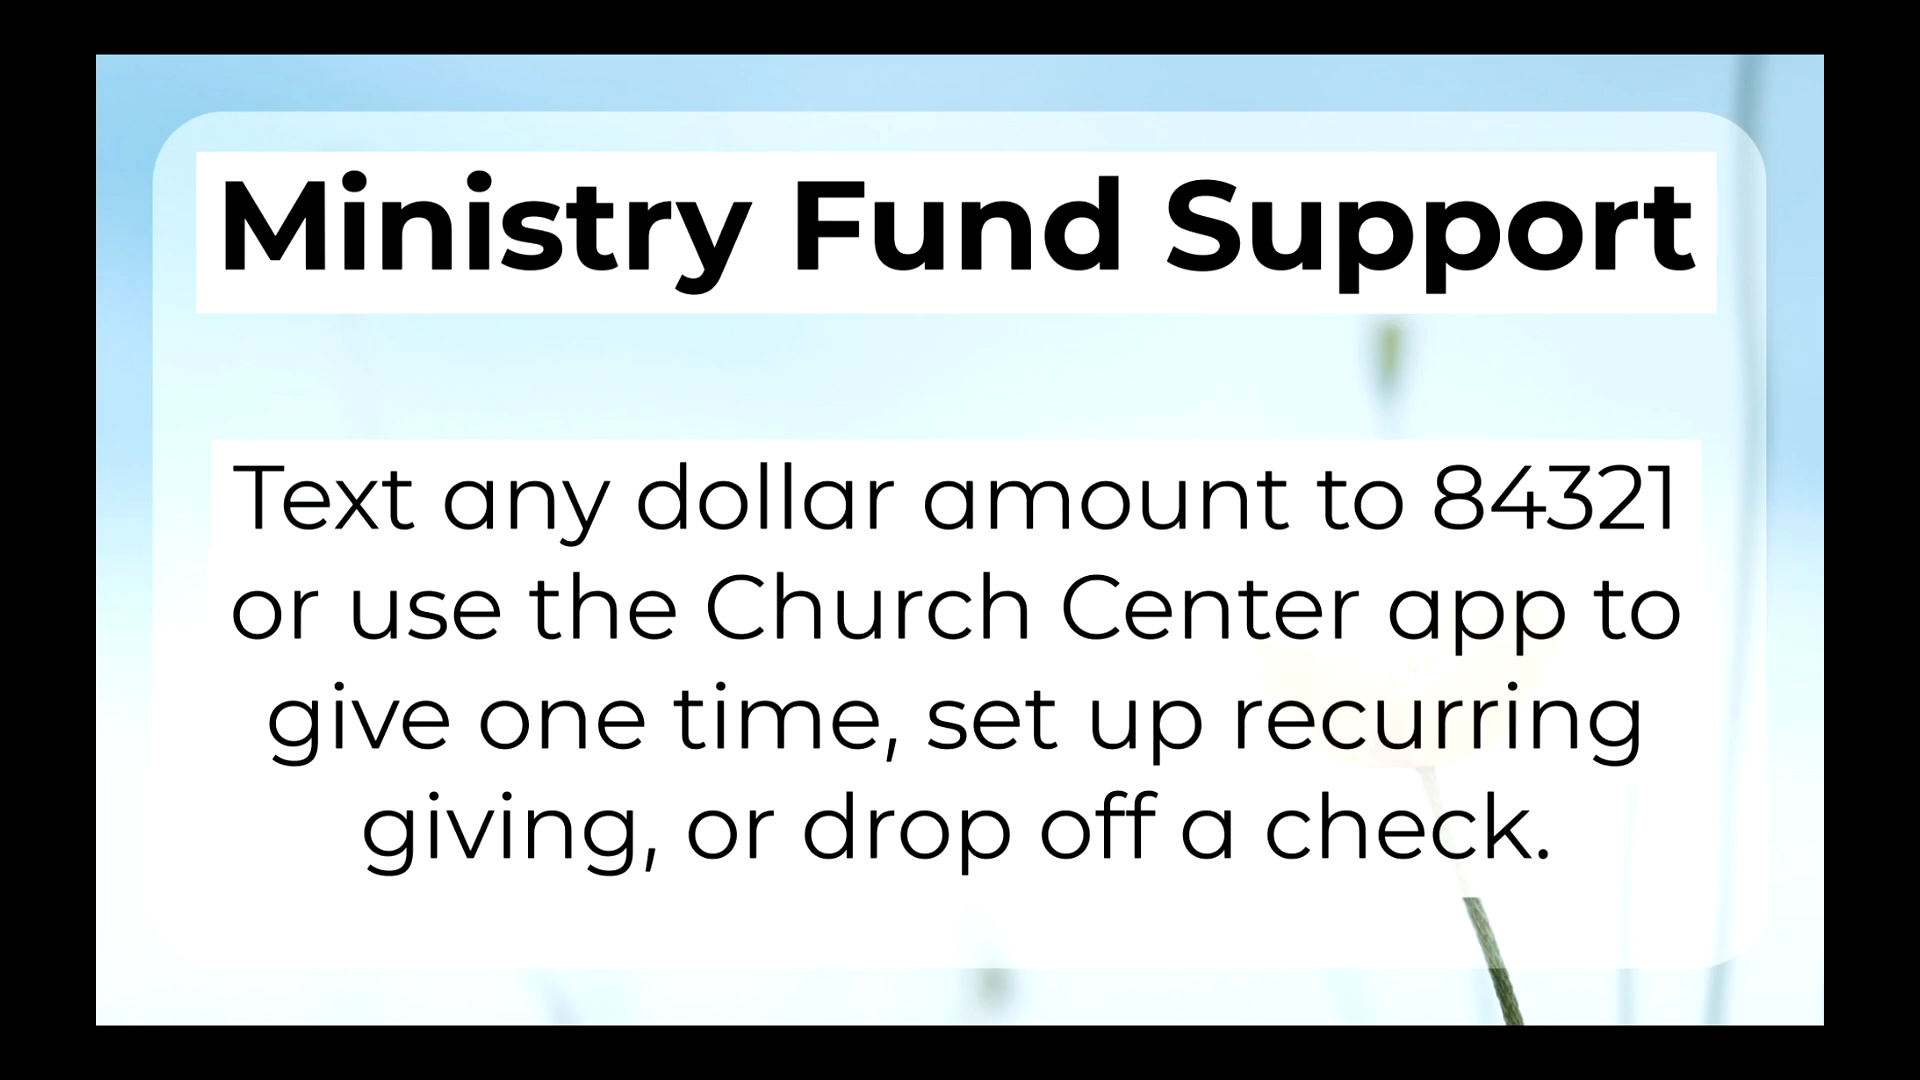 Ministry Fund Support
Text any dollar amount to 84321
or use the Church Center app to
give one time, set up recurring
giving, or drop off a check.